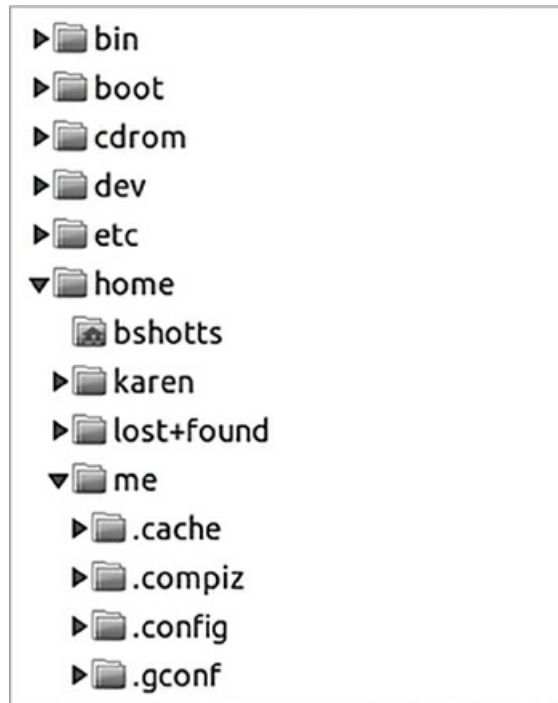 bin
boot
cdrom
dev
etc
home
bshotts
karen
lost+found
me
.cache
.compiz
.config
.gconf